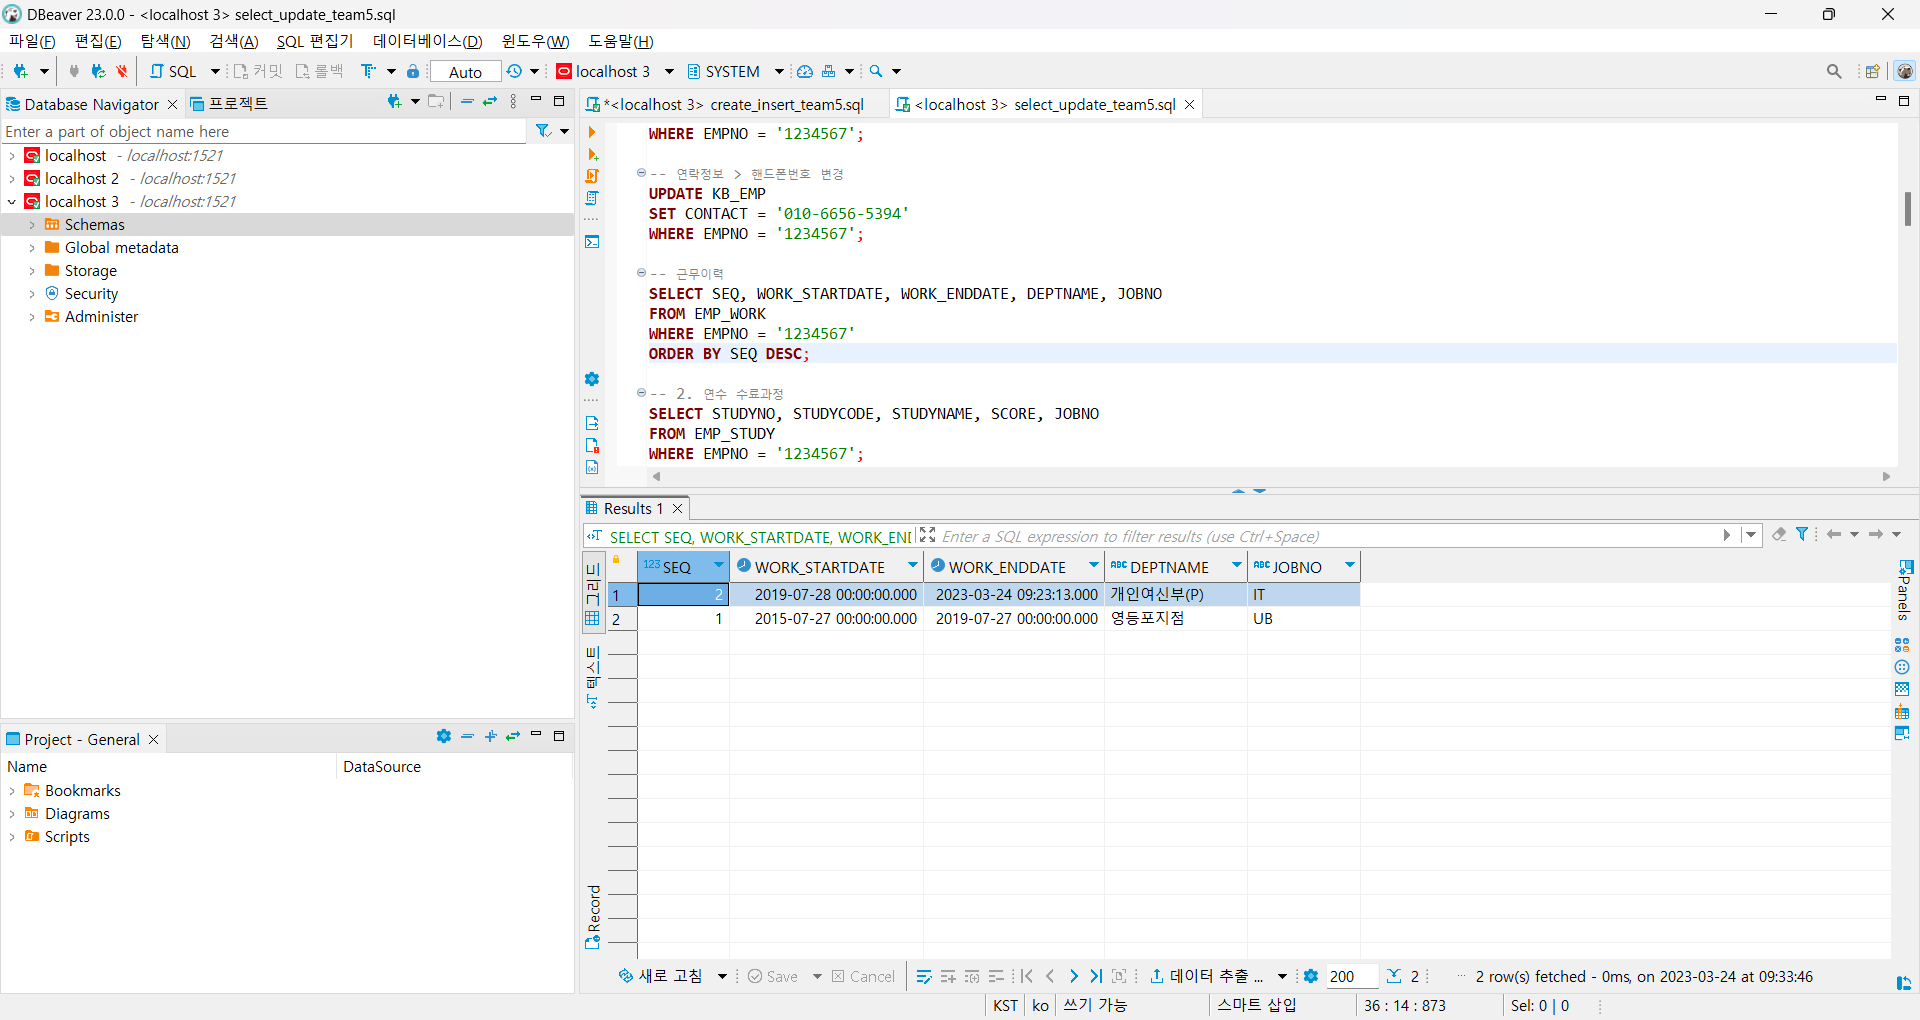 DBeaver 23.0.0 - <localhost 3> select_update_team5.sql
파일(F) 편집(E) 탐색(N) 검색(A) SQL 편집기 데이터베이스(D) 윈도우(W) 도움말(H)
SQL 커밋 롤백 Auto localhost 3 SYSTEM
Database Navigator 프로젝트
Enter a part of object name here
localhost - localhost:1521
localhost 2 - localhost:1521
localhost 3 - localhost:1521
Schemas
Global metadata
Storage
Security
Administer
Project - General
Name DataSource
Bookmarks
Diagrams
Scripts
*<localhost 3> create_insert_team5.sql <localhost 3> select_update_team5.sql
WHERE EMPNO = '1234567';
-- 연락정보 > 핸드폰번호 변경
UPDATE KB_EMP
SET CONTACT = '010-6656-5394'
WHERE EMPNO = '1234567';
-- 근무이력
SELECT SEQ, WORK_STARTDATE, WORK_ENDDATE, DEPTNAME, JOBNO
FROM EMP_WORK
WHERE EMPNO = '1234567'
ORDER BY SEQ DESC;
-- 2. 연수 수료과정
SELECT STUDYNO, STUDYCODE, STUDYNAME, SCORE, JOBNO
FROM EMP_STUDY
WHERE EMPNO = '1234567';
Results 1
SELECT SEQ, WORK_STARTDATE, WORK_END Enter a SQL expression to filter results (use Ctrl+Space)
그리드
텍스트
Record
123 SEQ WORK_STARTDATE WORK_ENDDATE ABC DEPTNAME ABC JOBNO
1 2 2019-07-28 00:00:00.000 2023-03-24 09:23:13.000 개인여신부(P) IT
2 1 2015-07-27 00:00:00.000 2019-07-27 00:00:00.000 영등포지점 UB
Panels
새로 고침 Save Cancel 데이터 추출 ... 200 2 ... 2 row(s) fetched - 0ms, on 2023-03-24 at 09:33:46
KST ko 쓰기 가능 스마트 삽입 36 : 14 : 873 Sel: 0 | 0